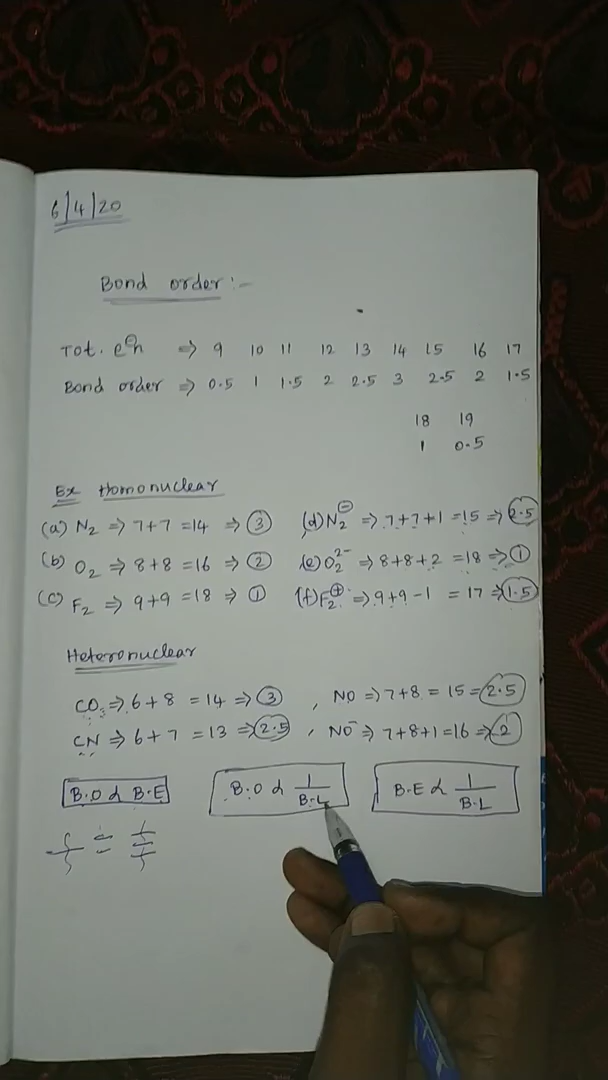 6/4/20
Bond order:-
Tot. e⊖n ⇒ 9 10 11 12 13 14 15 16 17
Bond order ⇒ 0.5 1 1.5 2 2.5 3 2.5 2 1.5
18 19
1 0.5
Ex Homonuclear
(a) N₂ ⇒ 7+7 =14 ⇒ ③ (d) N₂⊖ ⇒ 7+7+1 =15 ⇒ 2.5
(b) O₂ ⇒ 8+8 =16 ⇒ ② (e) O₂²⁻ ⇒ 8+8+2 =18 ⇒ ①
(c) F₂ ⇒ 9+9 =18 ⇒ ① (f) F₂⊕ ⇒ 9+9-1 = 17 ⇒ 1.5
Heteronuclear
CO₃ ⇒ 6+8 = 14 ⇒ ③ , NO ⇒ 7+8 = 15 = 2.5
CN ⇒ 6+7 = 13 ⇒ 2.5 , NO⁻ ⇒ 7+8+1 = 16 ⇒ 2
B.O α B.E B.O α 1/B.L B.E α 1/B.L